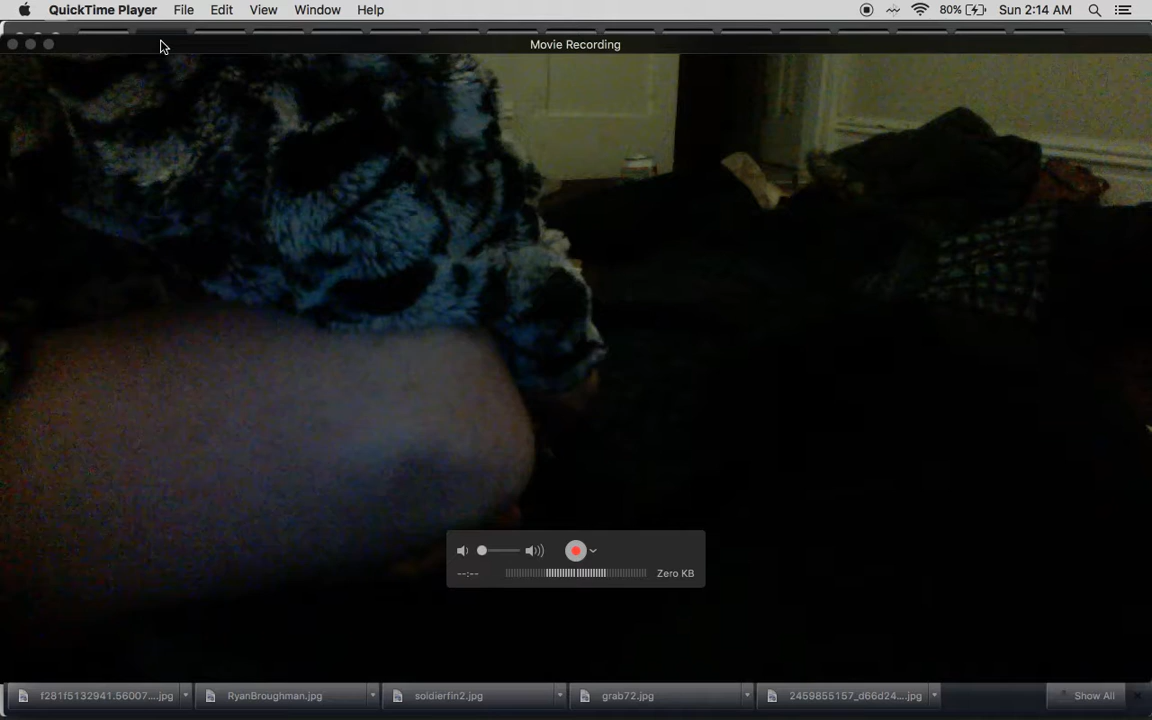 QuickTime Player File Edit View Window Help 80% Sun 2:14 AM
Movie Recording
--:-- Zero KB
f281f5132941.56007....jpg RyanBroughman.jpg soldierfin2.jpg grab72.jpg 2459855157_d66d24....jpg Show All